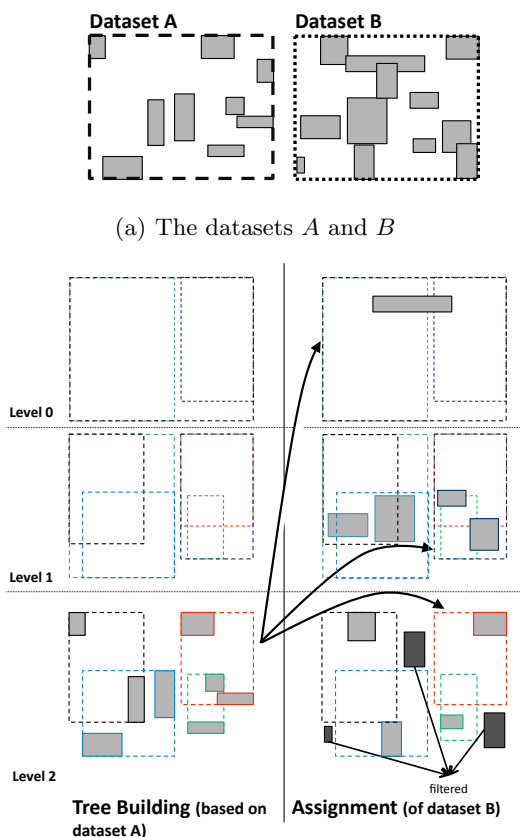 Dataset A
Dataset B
(a) The datasets A and B
Level 0
Level 1
Level 2
filtered
Tree Building (based on
dataset A)
Assignment (of dataset B)